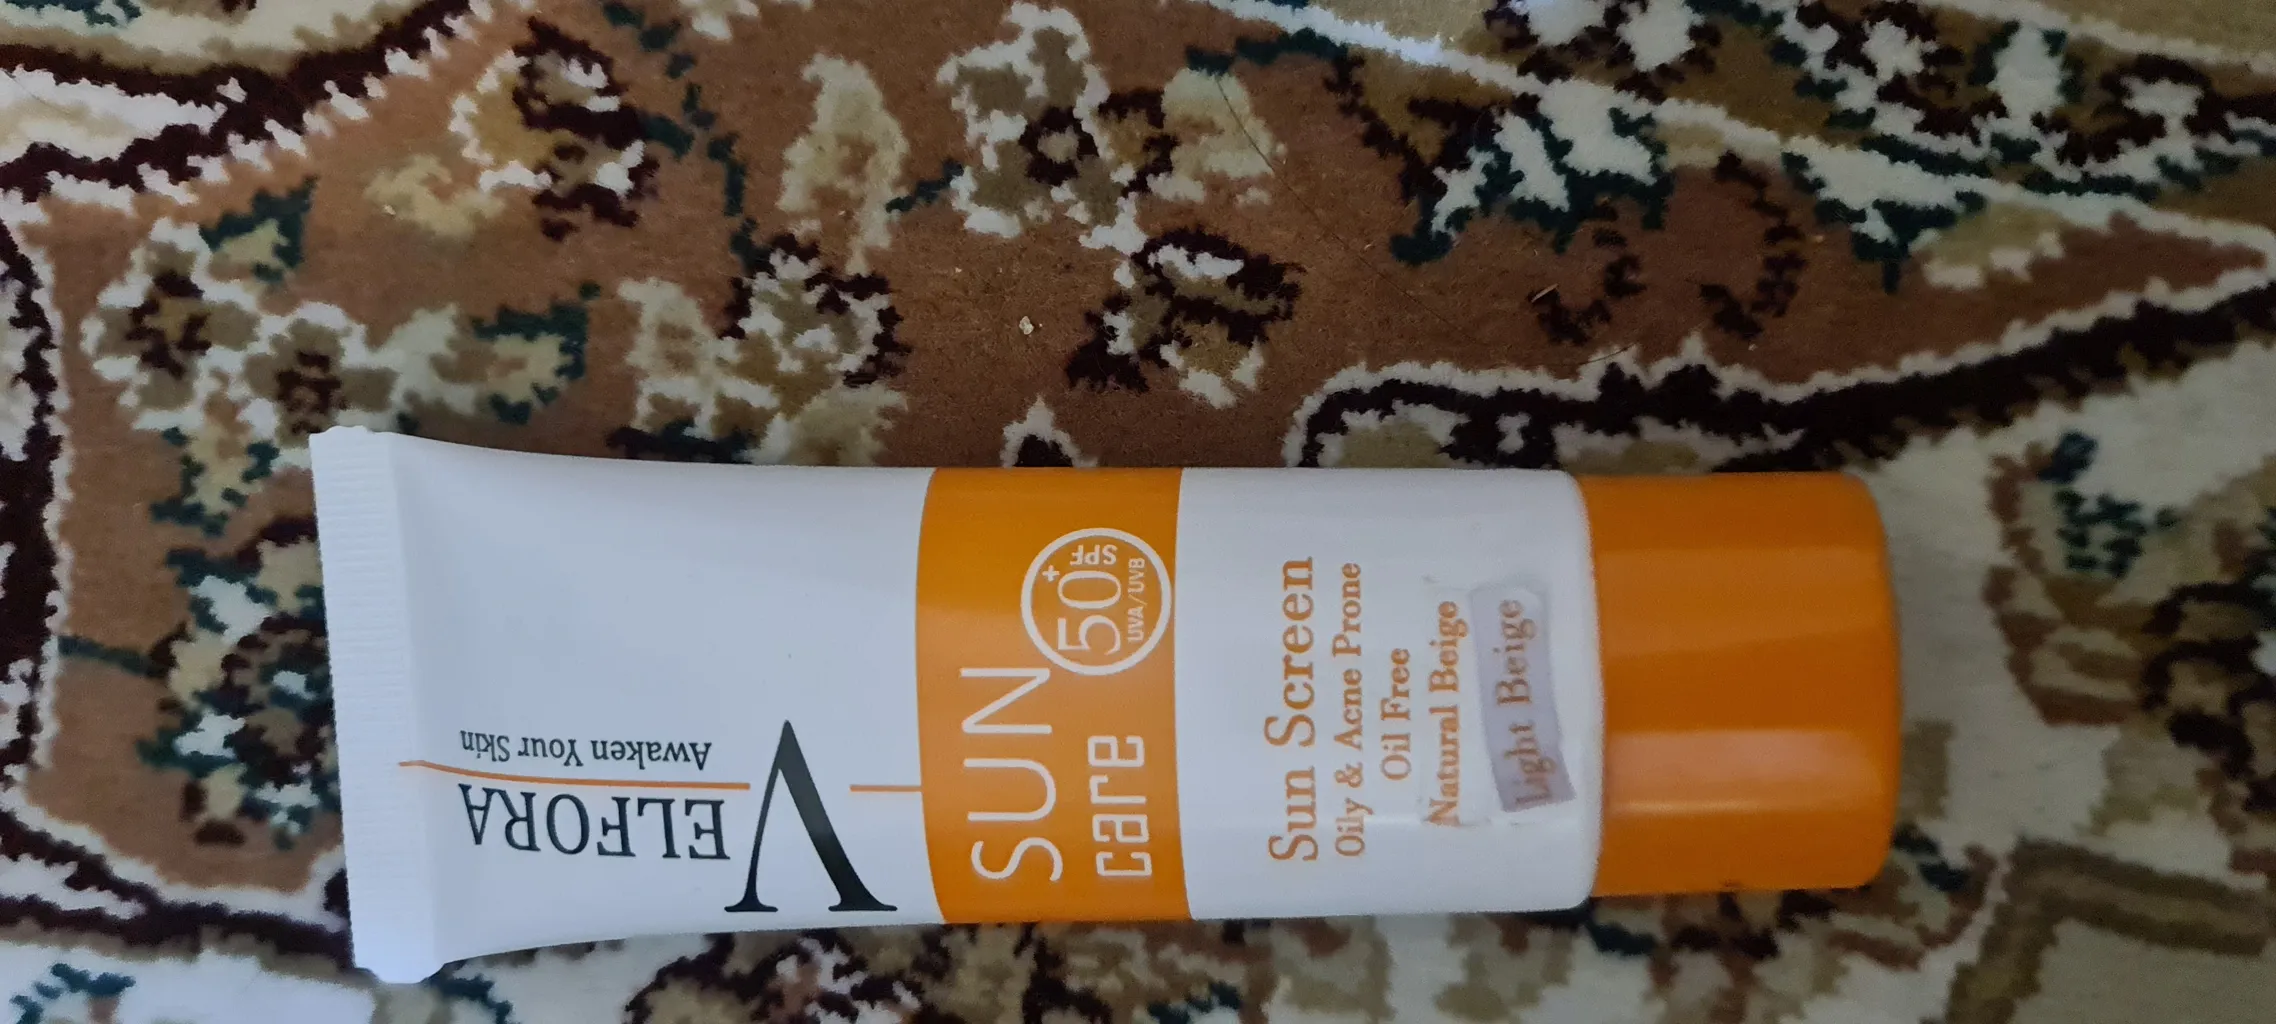 VELFORA
Awaken Your Skin
SUN
care
50+
SPF
UVA/UVB
Sun Screen
Oily & Acne Prone
Oil Free
Natural Beige
Light Beige